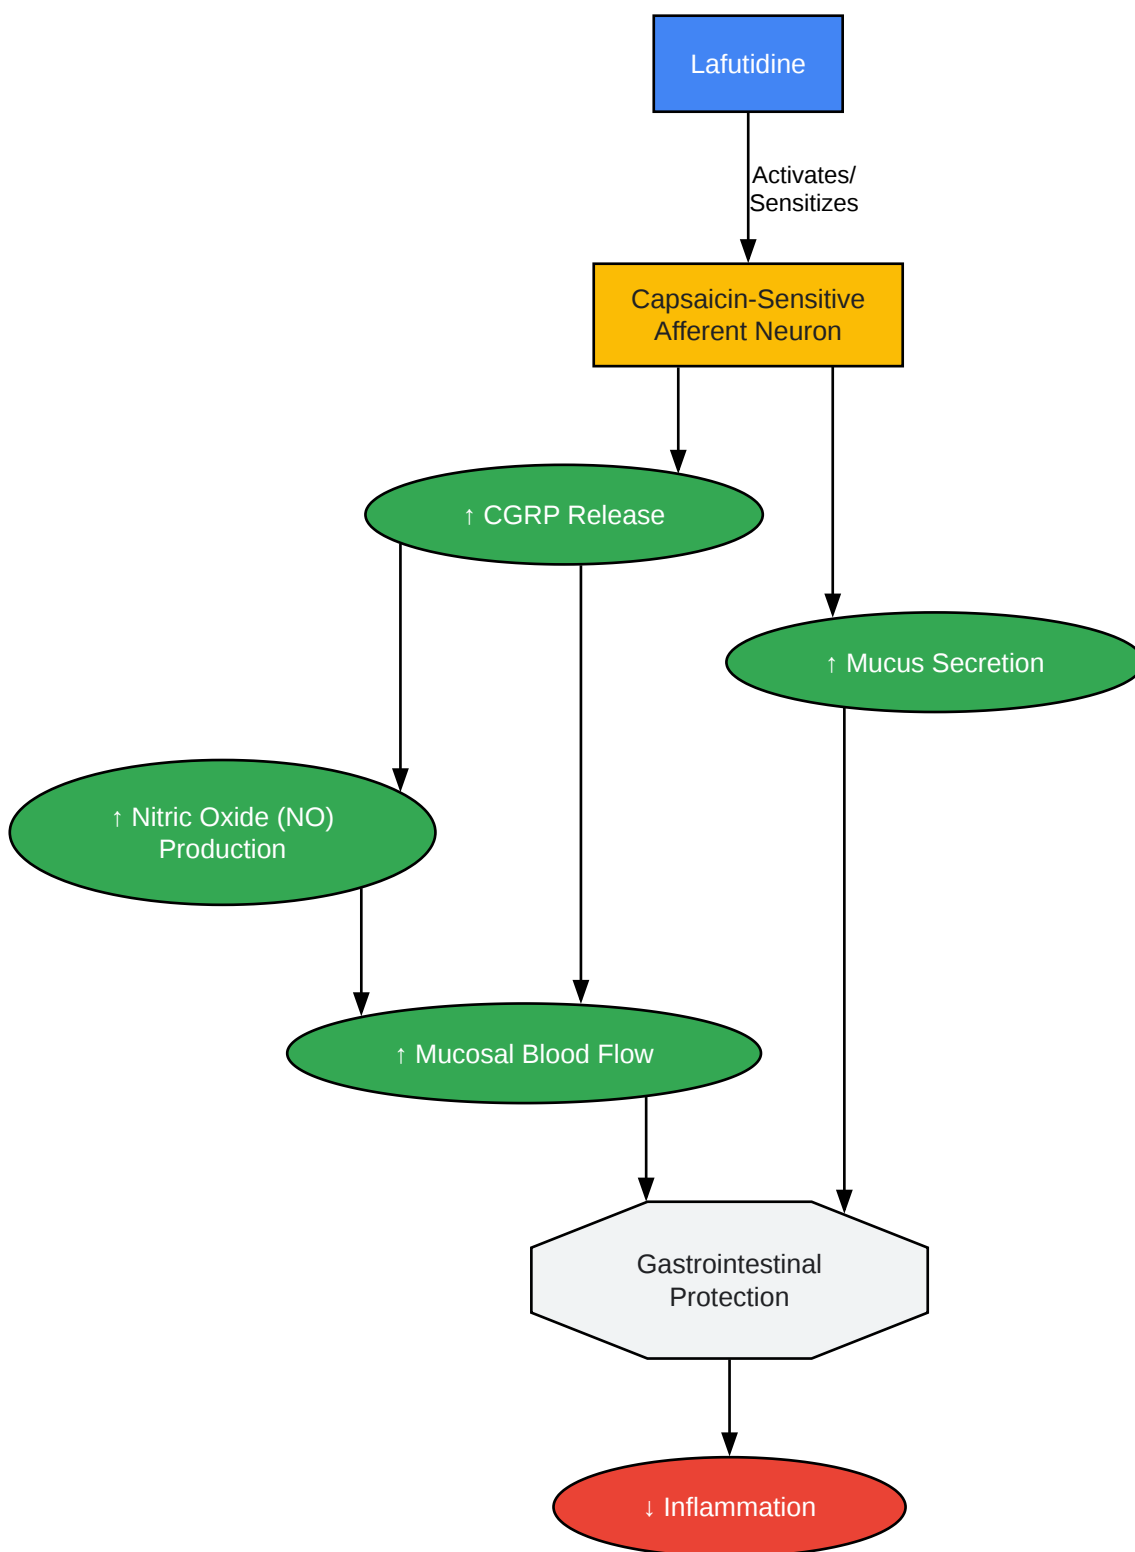 Lafutidine
Activates/
Sensitizes
Capsaicin-Sensitive
Afferent Neuron
↑ CGRP Release
↑ Mucus Secretion
↑ Nitric Oxide (NO)
Production
↑ Mucosal Blood Flow
Gastrointestinal
Protection
↓ Inflammation